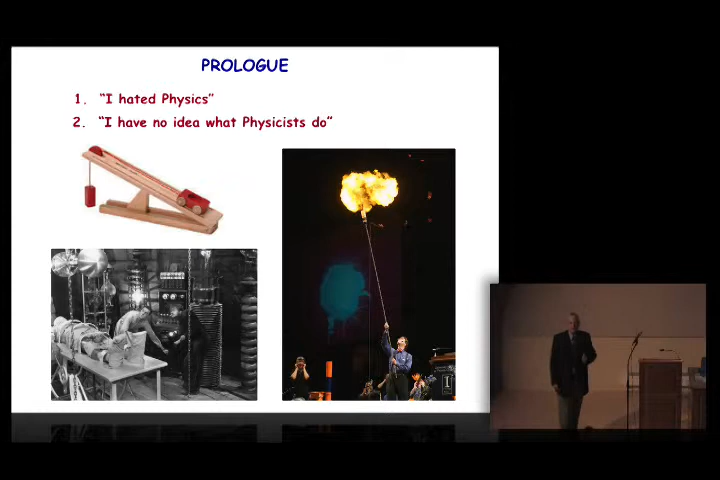 PROLOGUE
1. "I hated Physics"
2. "I have no idea what Physicists do"